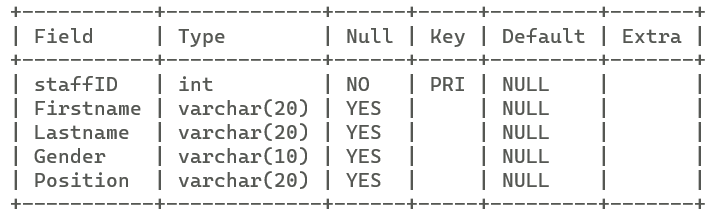 +-----------+-------------+------+-----+---------+-------+
| Field     | Type        | Null | Key | Default | Extra |
+-----------+-------------+------+-----+---------+-------+
| staffID   | int         | NO   | PRI | NULL    |       |
| Firstname | varchar(20) | YES  |     | NULL    |       |
| Lastname  | varchar(20) | YES  |     | NULL    |       |
| Gender    | varchar(10) | YES  |     | NULL    |       |
| Position  | varchar(20) | YES  |     | NULL    |       |
+-----------+-------------+------+-----+---------+-------+